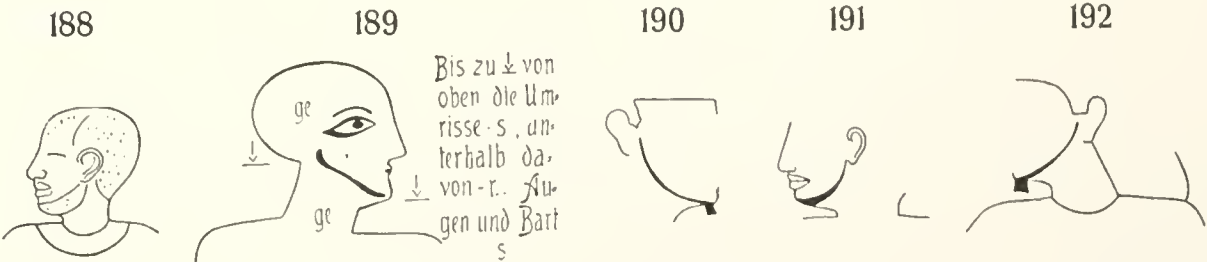 188 189 190 191 192
ge
ge
Bis zu ↓ von
oben die Um-
risse - s, un-
terhalb da-
von - r.. Au-
gen und Bart
s